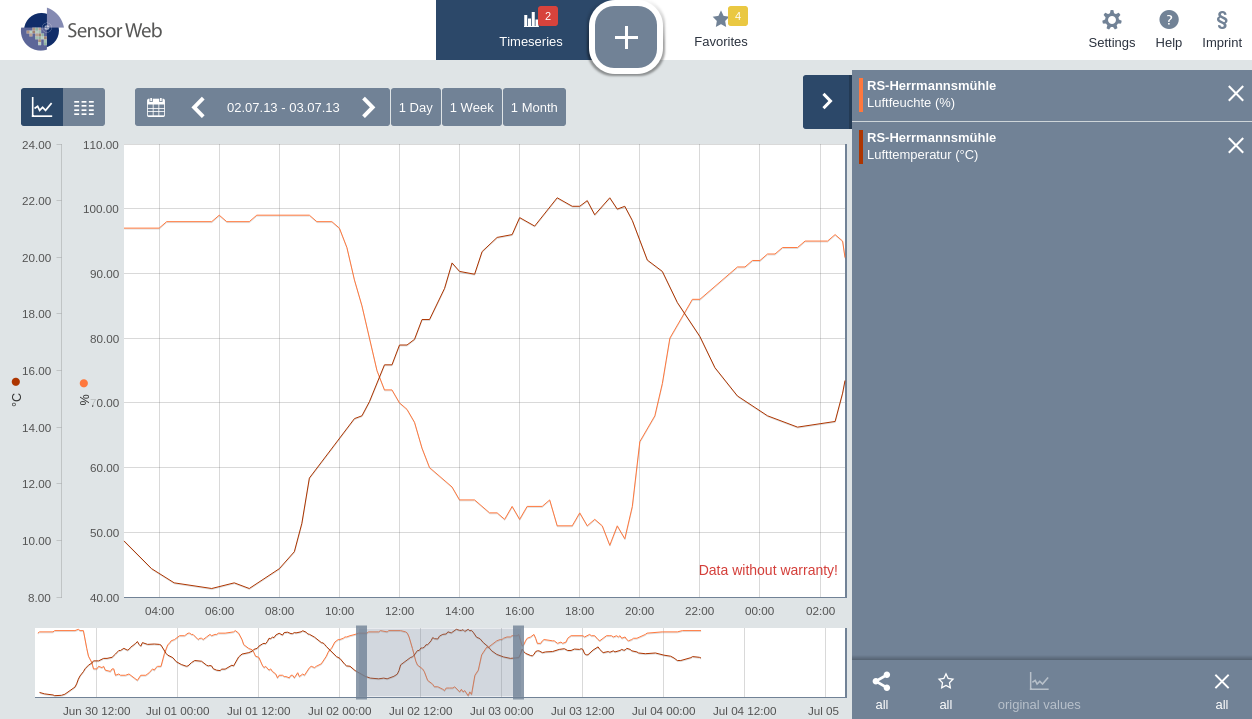 Sensor Web
2
Timeseries
4
Favorites
Settings
?
Help
§
Imprint
02.07.13 - 03.07.13
1 Day
1 Week
1 Month
RS-Herrmannsmühle
Luftfeuchte (%)
RS-Herrmannsmühle
Lufttemperatur (°C)
24.00
22.00
20.00
18.00
16.00
14.00
12.00
10.00
8.00
°C
110.00
100.00
90.00
80.00
70.00
60.00
50.00
40.00
%
Data without warranty!
04:00 06:00 08:00 10:00 12:00 14:00 16:00 18:00 20:00 22:00 00:00 02:00
Jun 30 12:00 Jul 01 00:00 Jul 01 12:00 Jul 02 00:00 Jul 02 12:00 Jul 03 00:00 Jul 03 12:00 Jul 04 00:00 Jul 04 12:00 Jul 05
all
all
original values
all